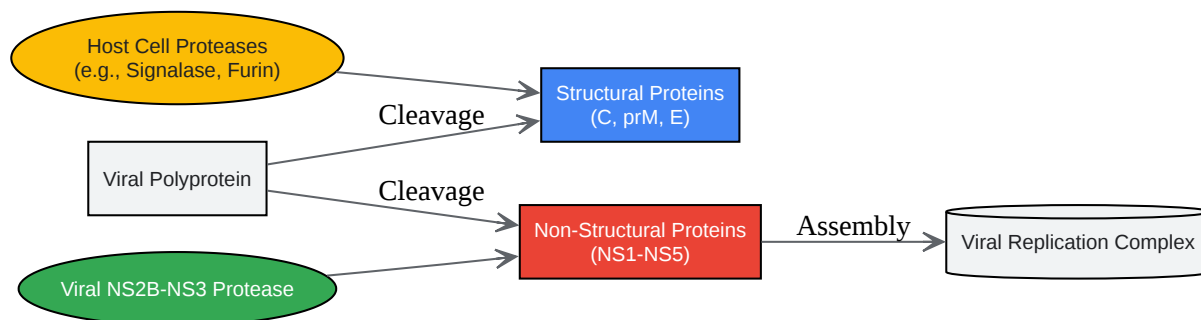 Host Cell Proteases
(e.g., Signalase, Furin)
Structural Proteins
(C, prM, E)
Cleavage
Viral Polyprotein
Cleavage
Non-Structural Proteins
(NS1-NS5)
Assembly
Viral Replication Complex
Viral NS2B-NS3 Protease